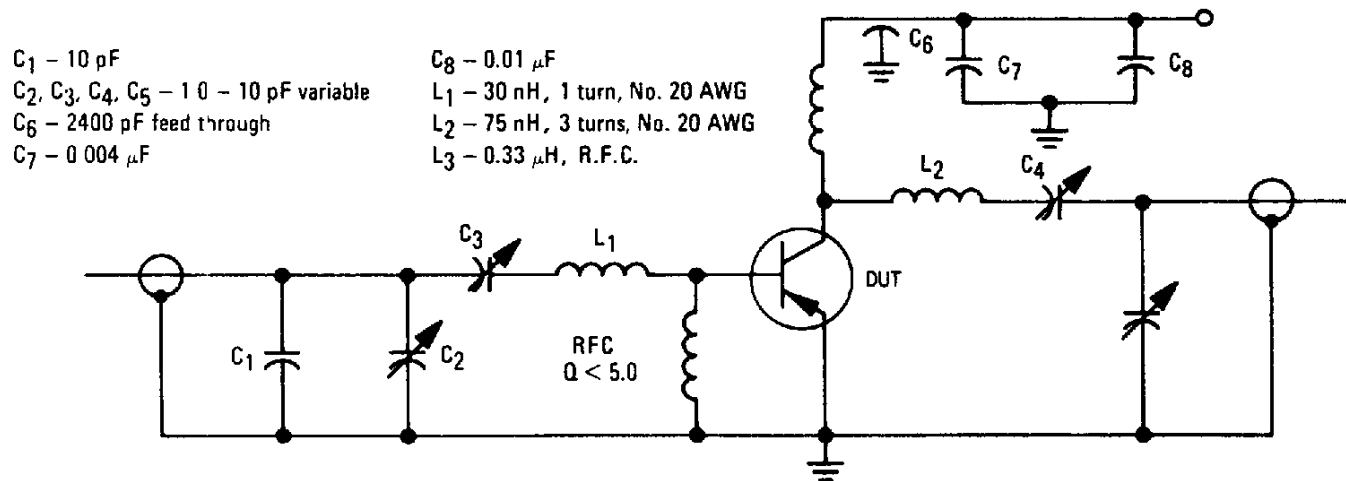 C1 – 10 pF
C2, C3, C4, C5 – 1 0 – 10 pF variable
C6 – 2400 pF feed through
C7 – 0 004 μF
C8 – 0.01 μF
L1 – 30 nH, 1 turn, No. 20 AWG
L2 – 75 nH, 3 turns, No. 20 AWG
L3 – 0.33 μH, R.F.C.
C6
C7
C8
L2
C4
C3
L1
DUT
C1
C2
RFC
Q < 5.0